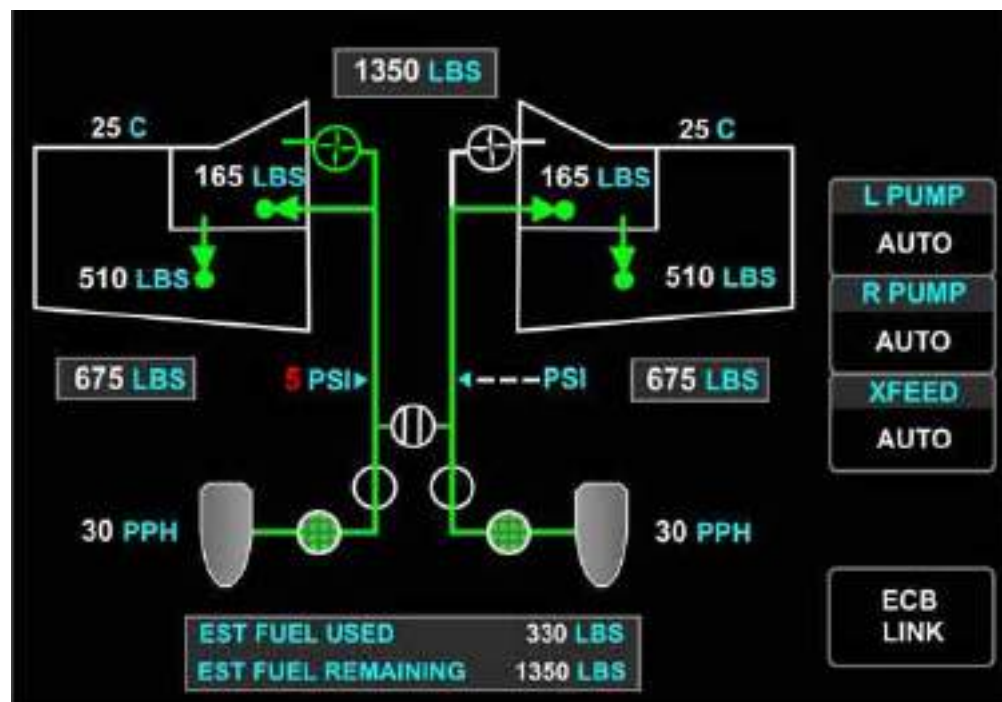 1350 LBS
25 C
25 C
165 LBS
165 LBS
L PUMP
AUTO
510 LBS
510 LBS
R PUMP
AUTO
675 LBS
5 PSI
---PSI
675 LBS
XFEED
AUTO
30 PPH
30 PPH
ECB
LINK
EST FUEL USED 330 LBS
EST FUEL REMAINING 1350 LBS